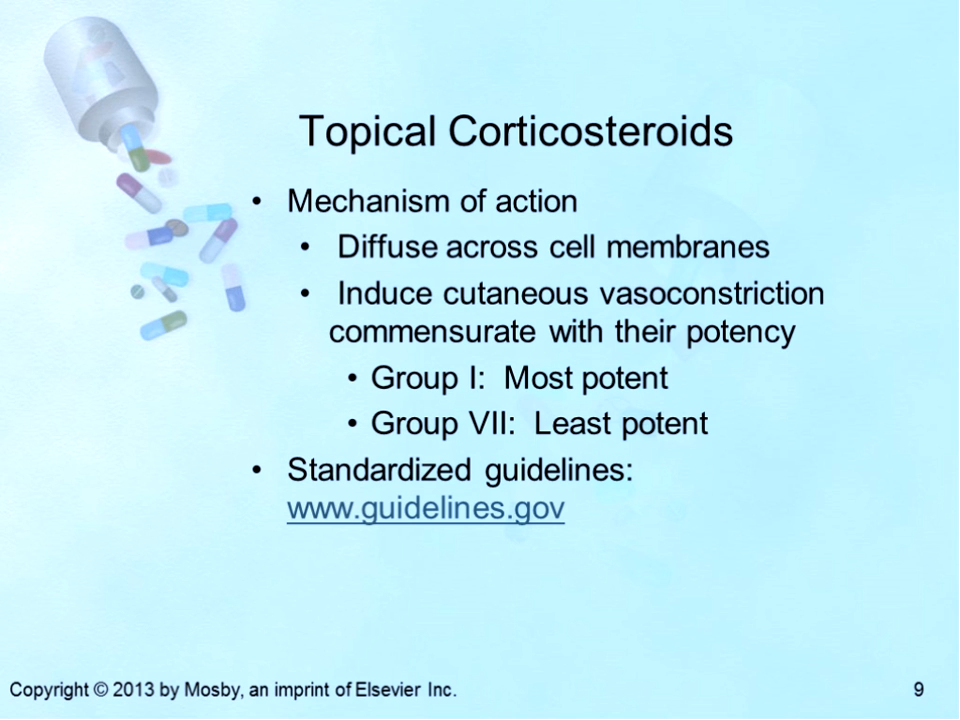 Topical Corticosteroids
• Mechanism of action
• Diffuse across cell membranes
• Induce cutaneous vasoconstriction
commensurate with their potency
• Group I: Most potent
• Group VII: Least potent
• Standardized guidelines:
www.guidelines.gov
Copyright © 2013 by Mosby, an imprint of Elsevier Inc.
9